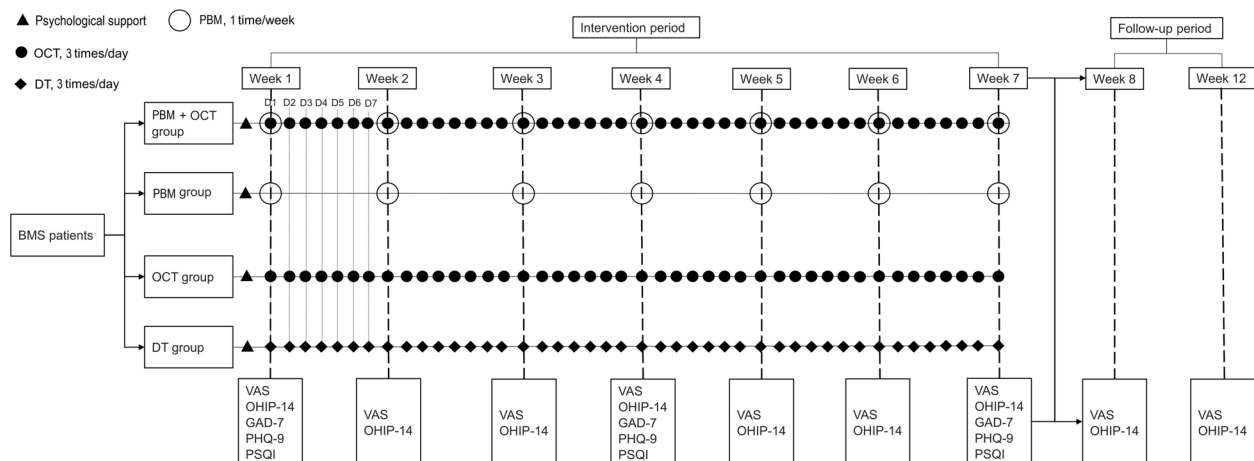 Psychological support
PBM, 1 time/week
OCT, 3 times/day
DT, 3 times/day
Intervention period
Follow-up period
Week 1
Week 2
Week 3
Week 4
Week 5
Week 6
Week 7
Week 8
Week 12
D1 D2 D3 D4 D5 D6 D7
PBM + OCT
group
PBM group
BMS patients
OCT group
DT group
VAS
OHIP-14
GAD-7
PHQ-9
PSQI
VAS
OHIP-14
VAS
OHIP-14
VAS
OHIP-14
GAD-7
PHQ-9
PSQI
VAS
OHIP-14
VAS
OHIP-14
VAS
OHIP-14
GAD-7
PHQ-9
PSQI
VAS
OHIP-14
VAS
OHIP-14